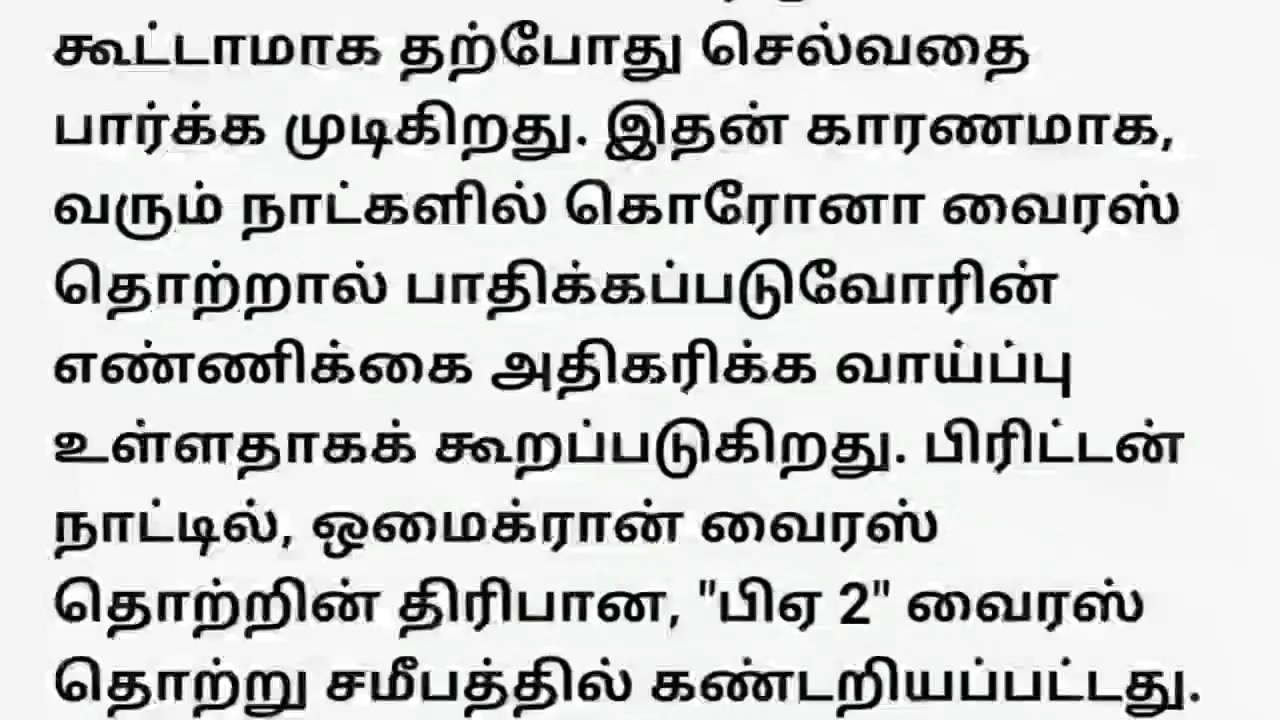 கூட்டாமாக தற்போது செல்வதை
பார்க்க முடிகிறது. இதன் காரணமாக,
வரும் நாட்களில் கொரோனா வைரஸ்
தொற்றால் பாதிக்கப்படுவோரின்
எண்ணிக்கை அதிகரிக்க வாய்ப்பு
உள்ளதாகக் கூறப்படுகிறது. பிரிட்டன்
நாட்டில், ஒமைக்ரான் வைரஸ்
தொற்றின் திரிபான, "பிஏ 2" வைரஸ்
தொற்று சமீபத்தில் கண்டறியப்பட்டது.